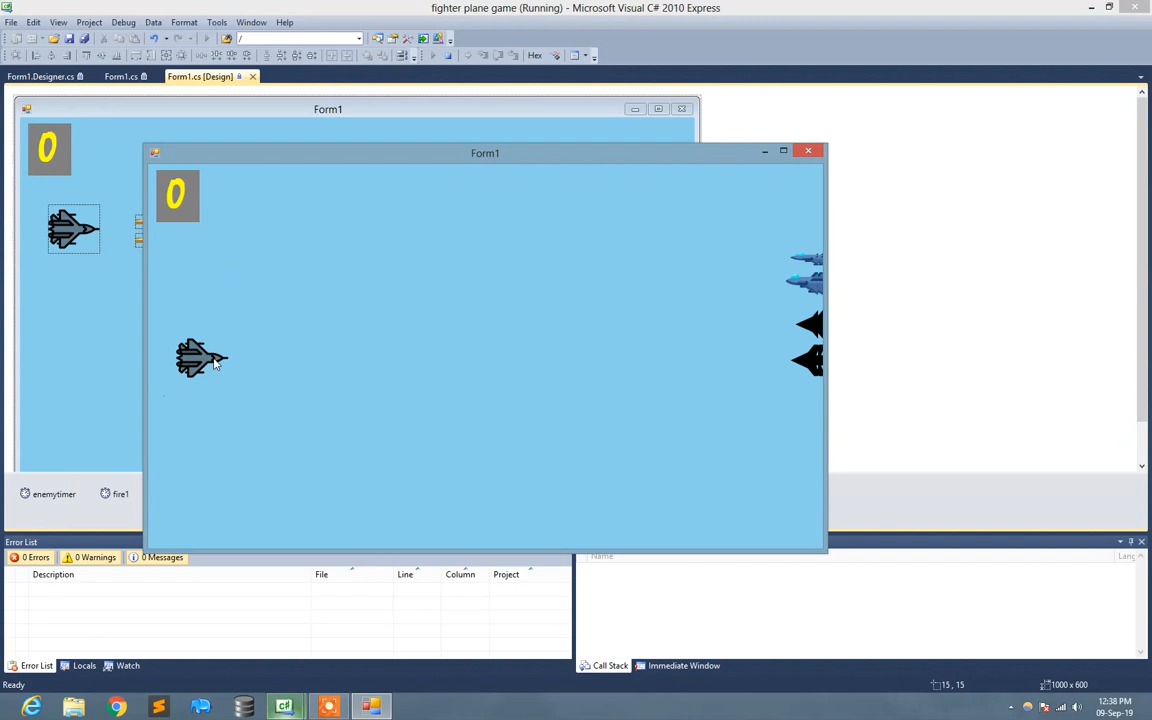 fighter plane game (Running) - Microsoft Visual C# 2010 Express
File Edit View Project Debug Data Format Tools Window Help
/
Hex
Form1.Designer.cs Form1.cs Form1.cs [Design]
Form1
0
Form1
0
enemytimer fire1
Error List
0 Errors 0 Warnings 0 Messages
Description File Line Column Project
Name Lang
Error List Locals Watch
Call Stack Immediate Window
Ready
15 , 15
1000 x 600
12:38 PM
09-Sep-19